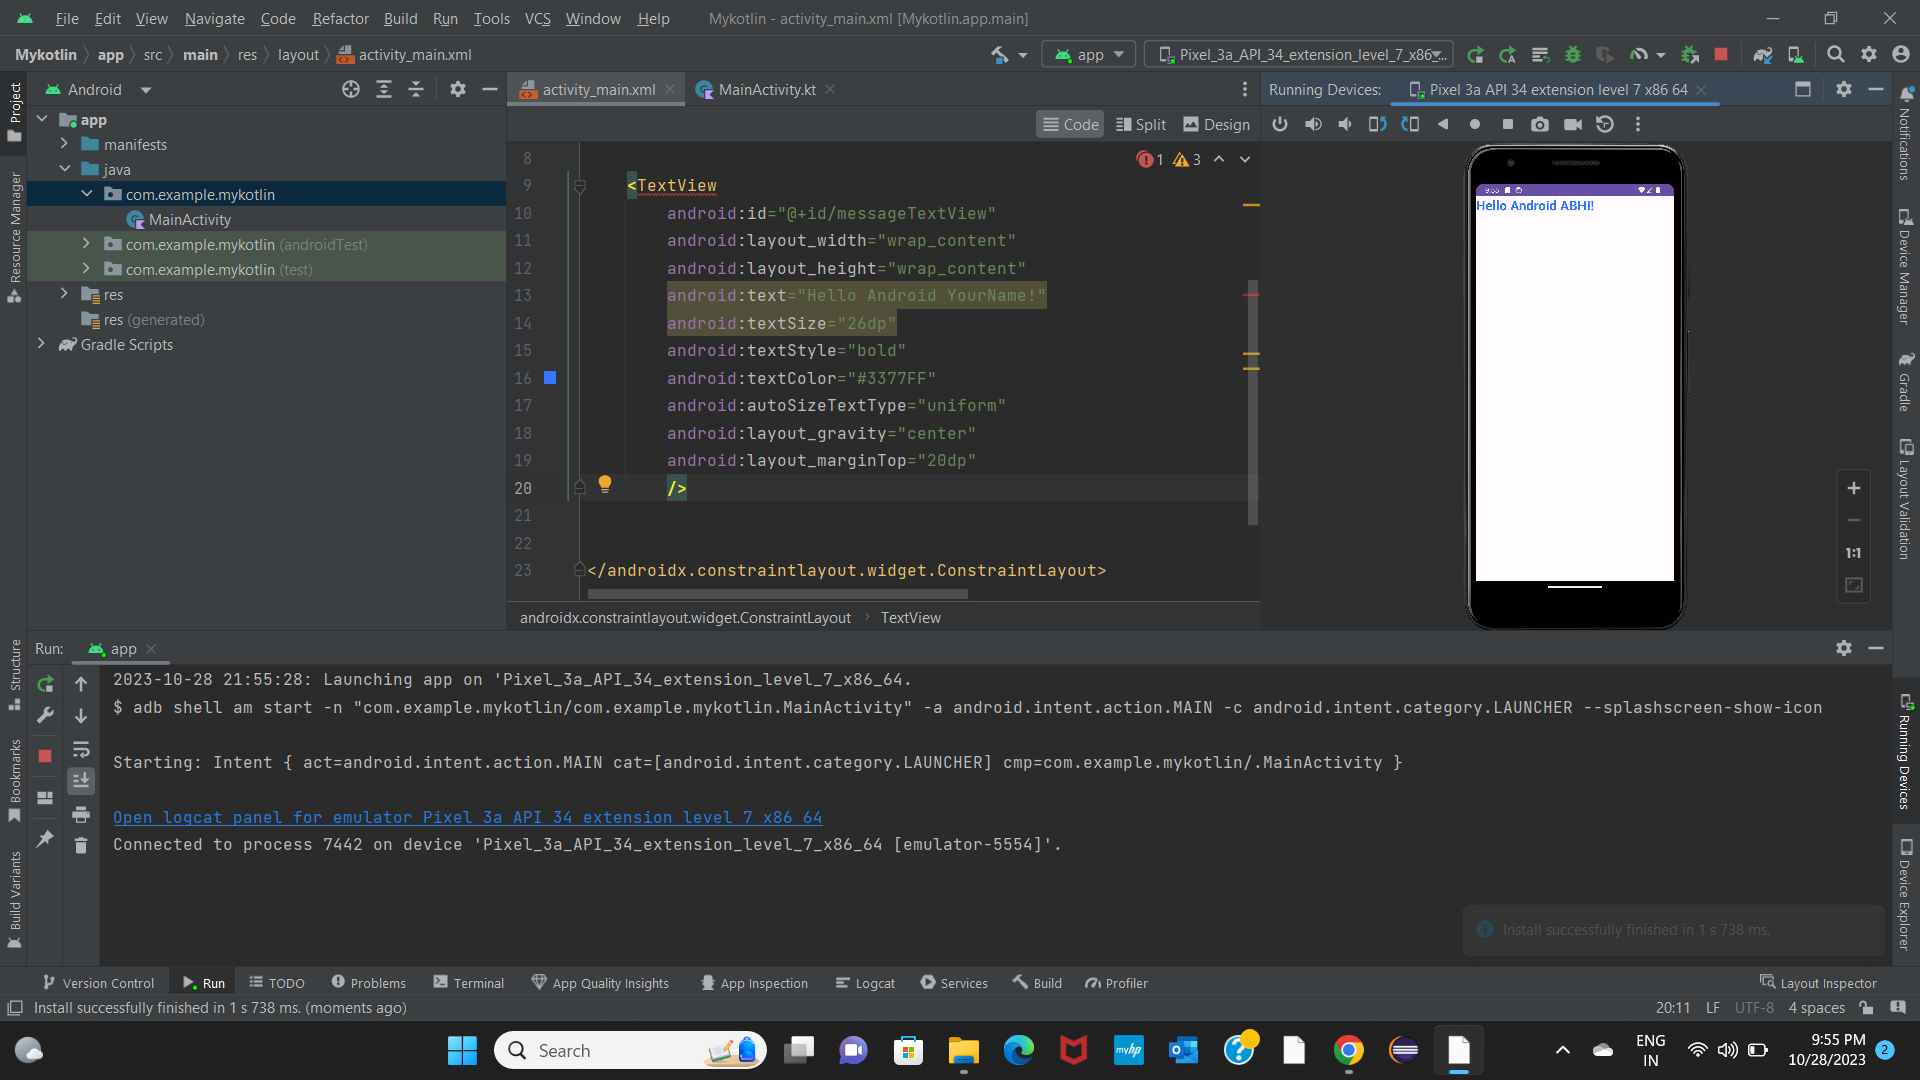 File Edit View Navigate Code Refactor Build Run Tools VCS Window Help Mykotlin - activity_main.xml [Mykotlin.app.main]
Mykotlin app src main res layout activity_main.xml app Pixel_3a_API_34_extension_level_7_x86...
Android activity_main.xml MainActivity.kt Running Devices: Pixel 3a API 34 extension level 7 x86 64
Code Split Design
Project
Resource Manager
Structure
Bookmarks
Build Variants
app
manifests
java
com.example.mykotlin
MainActivity
com.example.mykotlin (androidTest)
com.example.mykotlin (test)
res
res (generated)
Gradle Scripts
1 3
8
9 <TextView
10 android:id="@+id/messageTextView"
11 android:layout_width="wrap_content"
12 android:layout_height="wrap_content"
13 android:text="Hello Android YourName!"
14 android:textSize="26dp"
15 android:textStyle="bold"
16 android:textColor="#3377FF"
17 android:autoSizeTextType="uniform"
18 android:layout_gravity="center"
19 android:layout_marginTop="20dp"
20 />
21
22
23 </androidx.constraintlayout.widget.ConstraintLayout>
androidx.constraintlayout.widget.ConstraintLayout TextView
9:55
Hello Android ABHI!
1:1
Notifications
Device Manager
Gradle
Layout Validation
Running Devices
Device Explorer
Run: app
2023-10-28 21:55:28: Launching app on 'Pixel_3a_API_34_extension_level_7_x86_64.
$ adb shell am start -n "com.example.mykotlin/com.example.mykotlin.MainActivity" -a android.intent.action.MAIN -c android.intent.category.LAUNCHER --splashscreen-show-icon
Starting: Intent { act=android.intent.action.MAIN cat=[android.intent.category.LAUNCHER] cmp=com.example.mykotlin/.MainActivity }
Open logcat panel for emulator Pixel 3a API 34 extension level 7 x86 64
Connected to process 7442 on device 'Pixel_3a_API_34_extension_level_7_x86_64 [emulator-5554]'.
Install successfully finished in 1 s 738 ms.
Version Control Run TODO Problems Terminal App Quality Insights App Inspection Logcat Services Build Profiler Layout Inspector
Install successfully finished in 1 s 738 ms. (moments ago) 20:11 LF UTF-8 4 spaces
Search myhp ENG IN 9:55 PM 10/28/2023 2